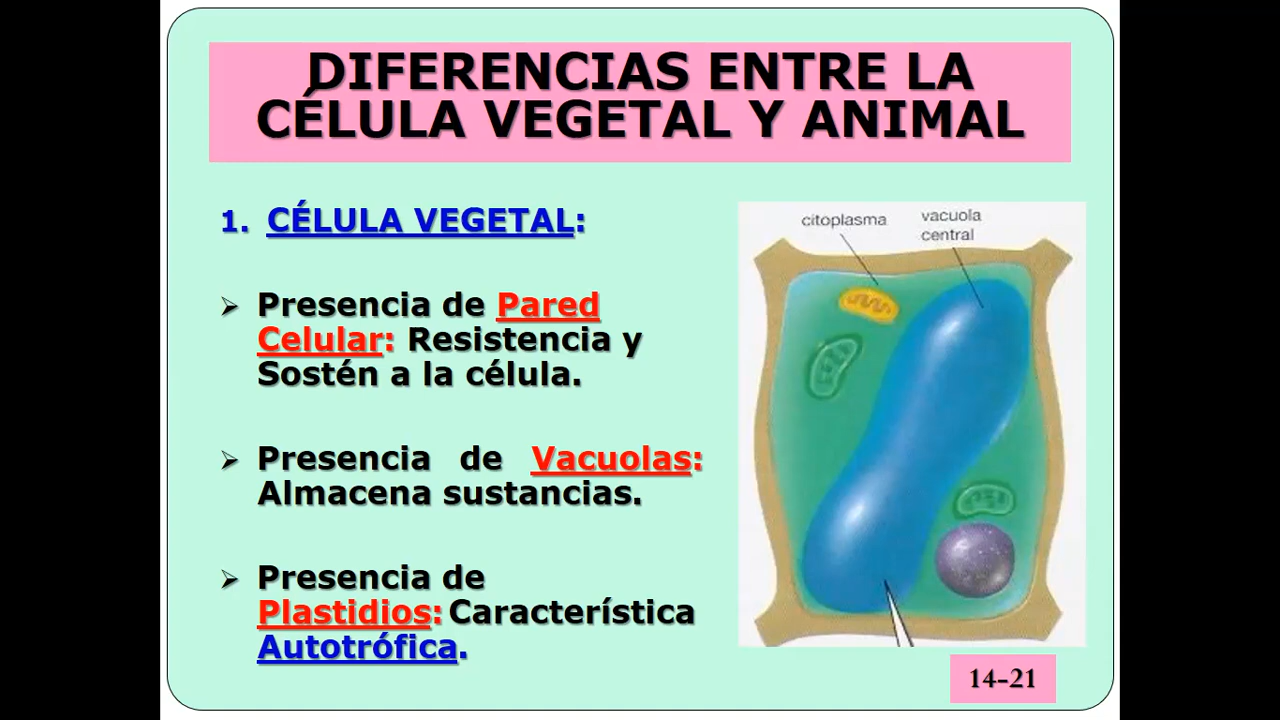 DIFERENCIAS ENTRE LA
CÉLULA VEGETAL Y ANIMAL
1. CÉLULA VEGETAL:
Presencia de Pared
Celular: Resistencia y
Sostén a la célula.
Presencia de Vacuolas:
Almacena sustancias.
Presencia de
Plastidios: Característica
Autotrófica.
citoplasma
vacuola
central
14-21